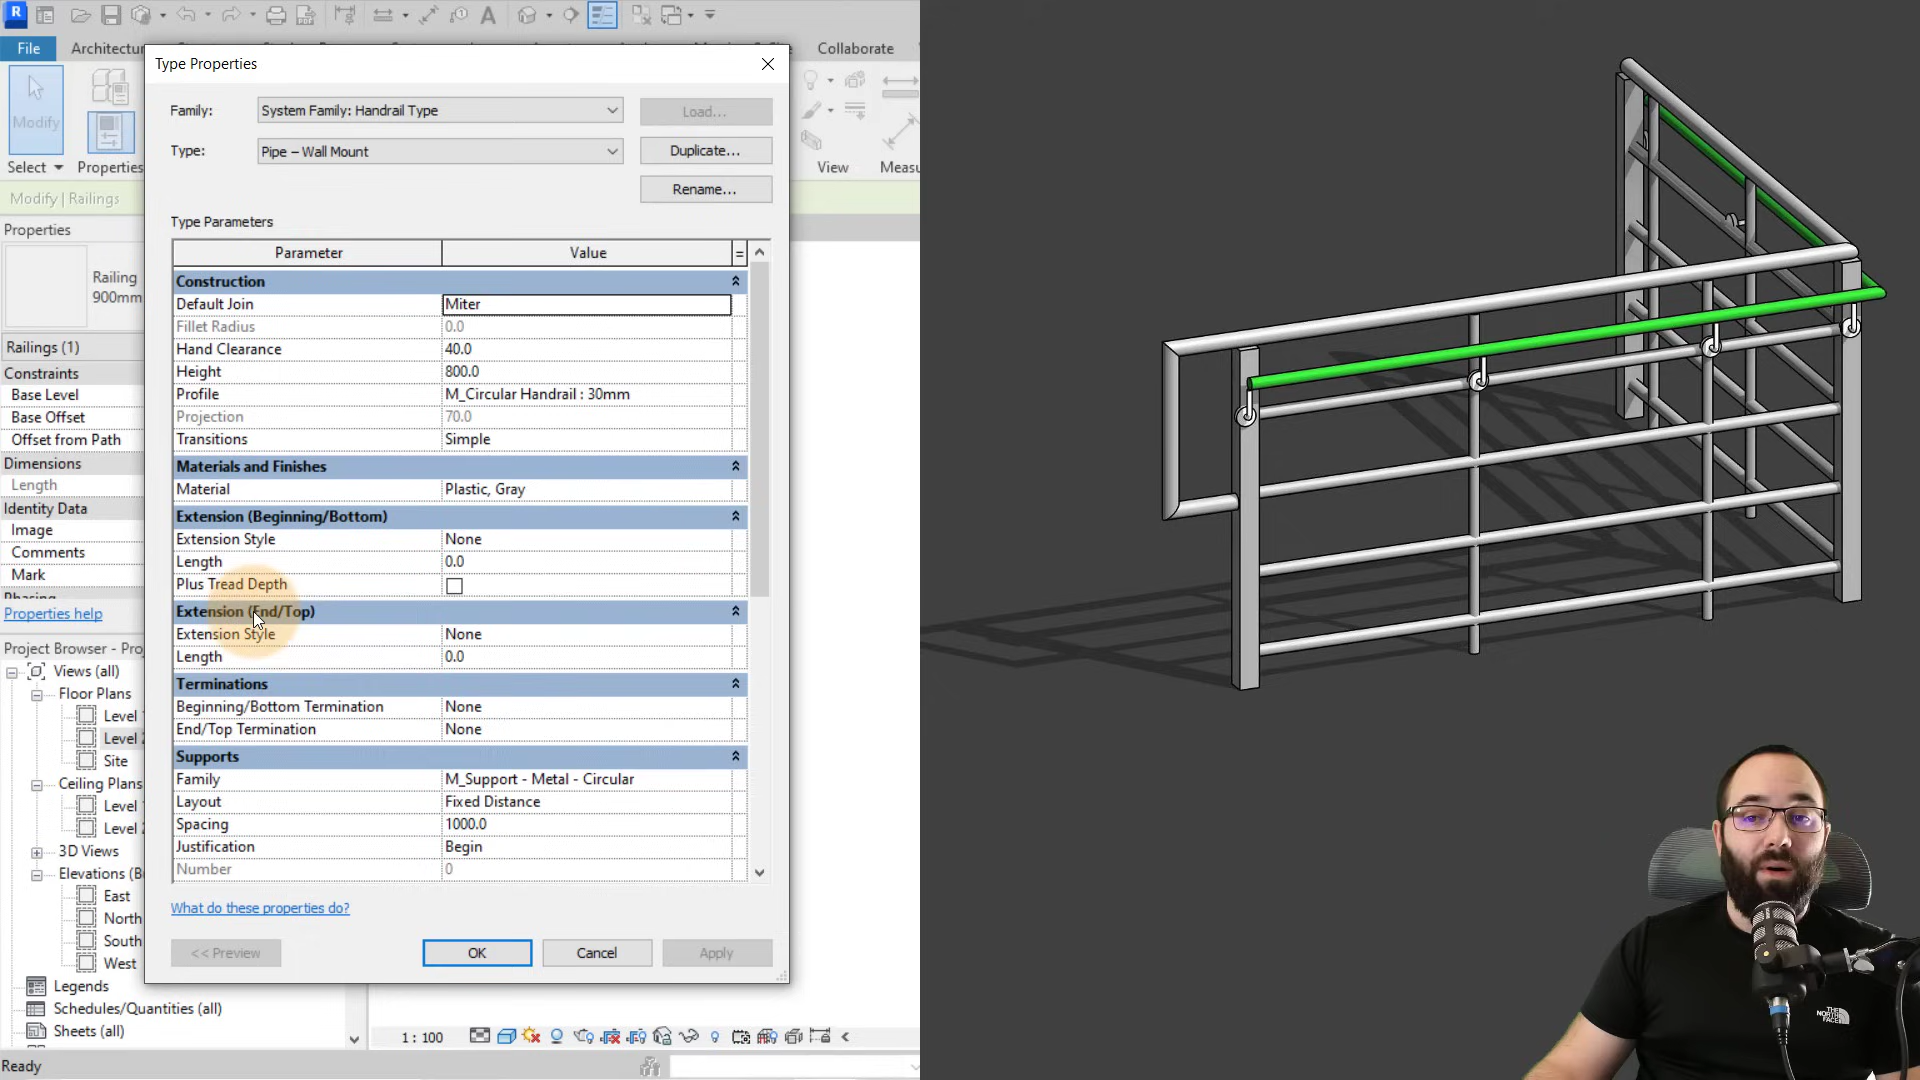 R
File
Architectu
Collaborate
Modify
Select
Properties
View
Measu
Modify | Railings
Properties
Railing
900mm
Railings (1)
Constraints
Base Level
Base Offset
Offset from Path
Dimensions
Length
Identity Data
Image
Comments
Mark
Properties help
Project Browser - Proj
Views (all)
Floor Plans
Level
Level 2
Site
Ceiling Plans
Level
Level 2
3D Views
Elevations (B
East
North
South
West
Legends
Schedules/Quantities (all)
Sheets (all)
Ready
1 : 100
Type Properties
Family:
System Family: Handrail Type
Load...
Type:
Pipe – Wall Mount
Duplicate...
Rename...
Type Parameters
Parameter Value =
Construction
Default Join Miter
Fillet Radius 0.0
Hand Clearance 40.0
Height 800.0
Profile M_Circular Handrail : 30mm
Projection 70.0
Transitions Simple
Materials and Finishes
Material Plastic, Gray
Extension (Beginning/Bottom)
Extension Style None
Length 0.0
Plus Tread Depth
Extension (End/Top)
Extension Style None
Length 0.0
Terminations
Beginning/Bottom Termination None
End/Top Termination None
Supports
Family M_Support - Metal - Circular
Layout Fixed Distance
Spacing 1000.0
Justification Begin
Number 0
What do these properties do?
<< Preview
OK
Cancel
Apply
THE
NORTH
FACE